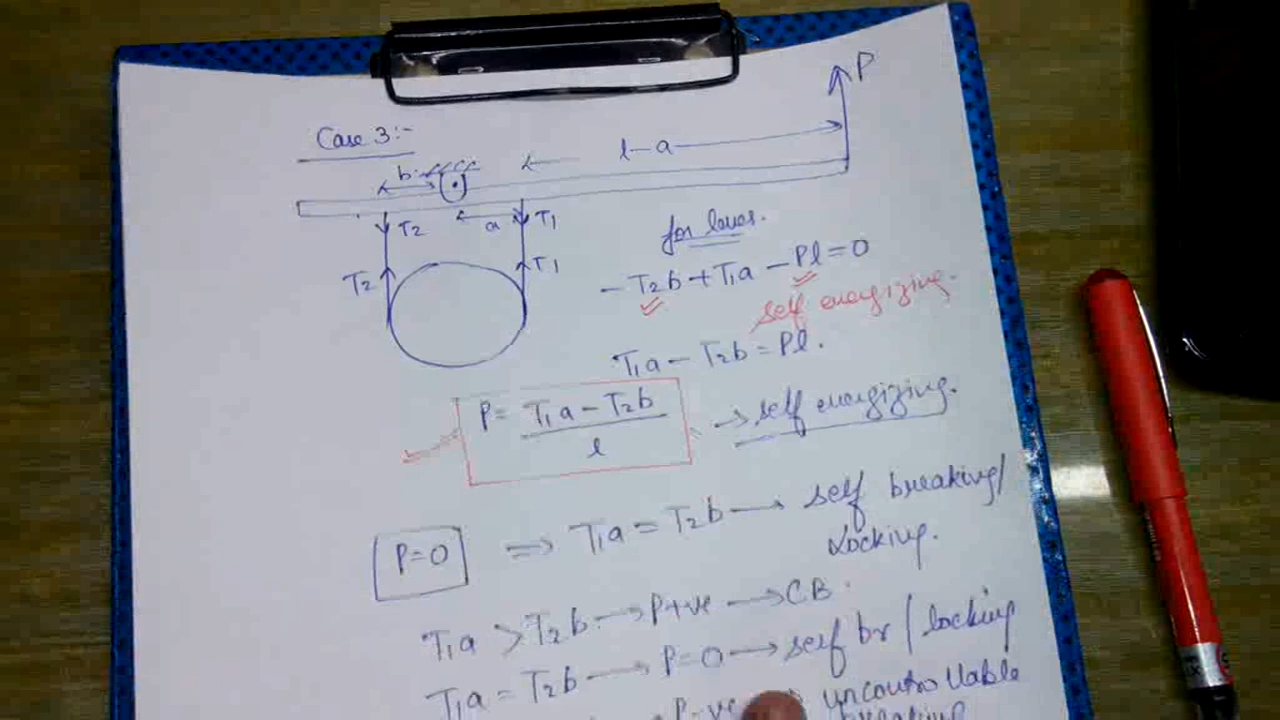 Case 3:-
P
l-a
b
T2 a T1
T2 T1
for lever.
- T2b + T1a - Pl = 0
self energizing.
T1a - T2b = Pl.
P = (T1a - T2b) / l → self energizing.
P=0 ⇒ T1a = T2b → self breaking/
Locking.
T1a > T2b → P+ve → CB.
T1a = T2b → P=0 → self br / locking
P-ve uncontrollable
breaking